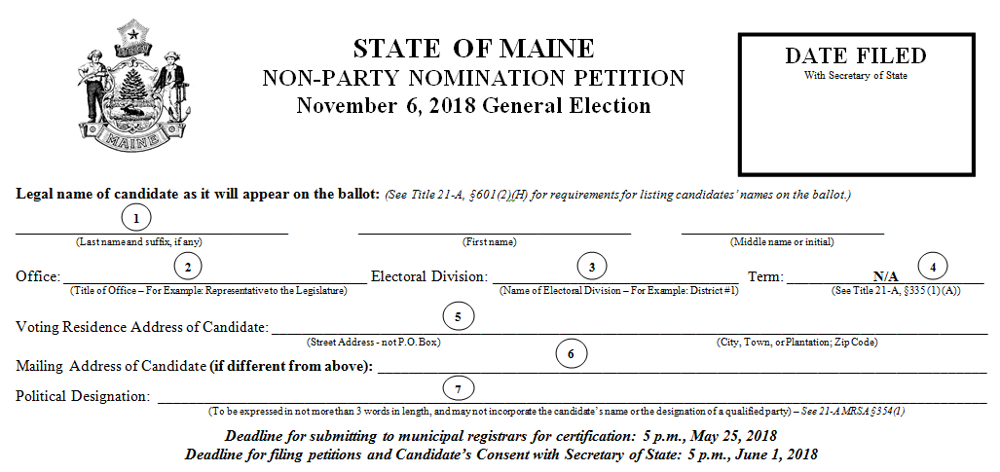 STATE OF MAINE
NON-PARTY NOMINATION PETITION
November 6, 2018 General Election
DATE FILED
With Secretary of State
MAINE
Legal name of candidate as it will appear on the ballot: (See Title 21-A, §601(2)(H) for requirements for listing candidates' names on the ballot.)
1
(Last name and suffix, if any) (First name) (Middle name or initial)
2 3 4
Office: Electoral Division: Term: N/A
(Title of Office – For Example: Representative to the Legislature) (Name of Electoral Division – For Example: District #1) (See Title 21-A, §335 (1) (A))
5
Voting Residence Address of Candidate:
(Street Address - not P.O. Box) (City, Town, or Plantation; Zip Code)
6
Mailing Address of Candidate (if different from above):
7
Political Designation:
(To be expressed in not more than 3 words in length, and may not incorporate the candidate's name or the designation of a qualified party) – See 21-A MRSA §354(1)
Deadline for submitting to municipal registrars for certification: 5 p.m., May 25, 2018
Deadline for filing petitions and Candidate's Consent with Secretary of State: 5 p.m., June 1, 2018